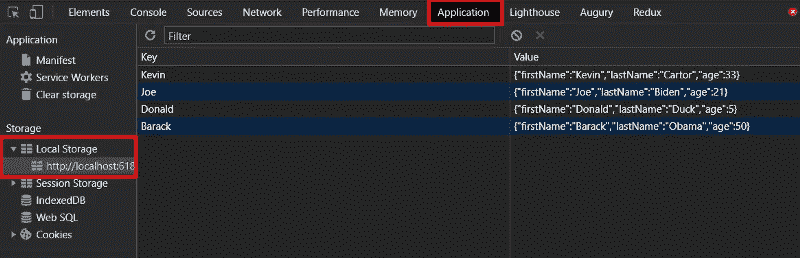 Elements Console Sources Network Performance Memory Application Lighthouse Augury Redux
Application
Manifest
Service Workers
Clear storage
Storage
Local Storage
http://localhost:618
Session Storage
IndexedDB
Web SQL
Cookies
Filter
Key Value
Kevin {"firstName":"Kevin","lastName":"Cartor","age":33}
Joe {"firstName":"Joe","lastName":"Biden","age":21}
Donald {"firstName":"Donald","lastName":"Duck","age":5}
Barack {"firstName":"Barack","lastName":"Obama","age":50}